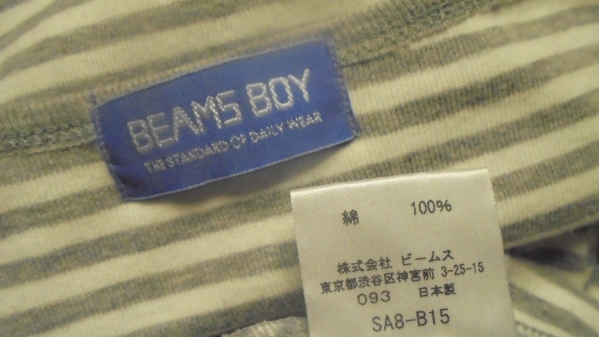 BEAMS BOY
THE STANDARD OF DAILY WEAR
綿 100%
株式会社 ビームス
東京都渋谷区神宮前 3-25-15
093 日本製
SA8-B15